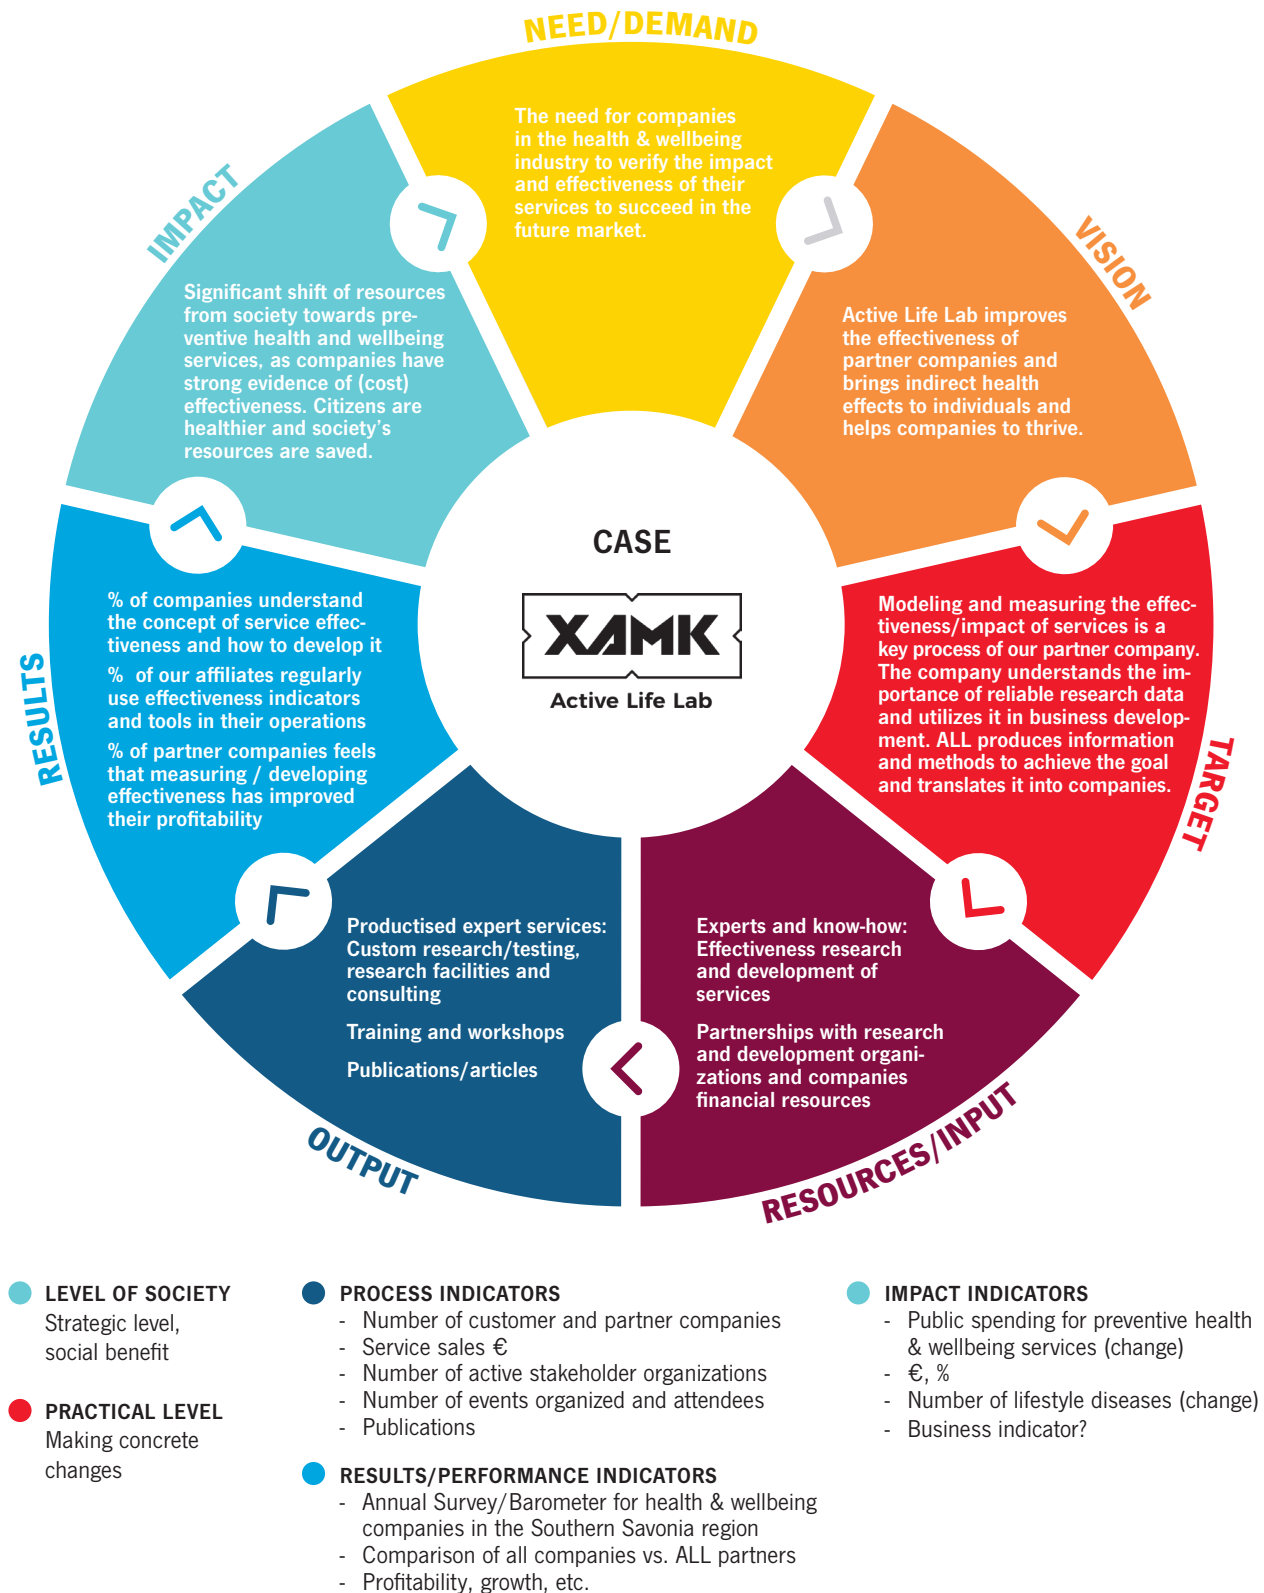 NEED/DEMAND
The need for companies
in the health & wellbeing
industry to verify the impact
and effectiveness of their
services to succeed in the
future market.
VISION
Active Life Lab improves
the effectiveness of
partner companies and
brings indirect health
effects to individuals and
helps companies to thrive.
TARGET
Modeling and measuring the effec-
tiveness/impact of services is a
key process of our partner company.
The company understands the im-
portance of reliable research data
and utilizes it in business develop-
ment. ALL produces information
and methods to achieve the goal
and translates it into companies.
RESOURCES/INPUT
Experts and know-how:
Effectiveness research
and development of
services
Partnerships with research
and development organi-
zations and companies
financial resources
OUTPUT
Productised expert services:
Custom research/testing,
research facilities and
consulting
Training and workshops
Publications/articles
RESULTS
% of companies understand
the concept of service effec-
tiveness and how to develop it
% of our affiliates regularly
use effectiveness indicators
and tools in their operations
% of partner companies feels
that measuring / developing
effectiveness has improved
their profitability
IMPACT
Significant shift of resources
from society towards pre-
ventive health and wellbeing
services, as companies have
strong evidence of (cost)
effectiveness. Citizens are
healthier and society's
resources are saved.
CASE
XAMK
Active Life Lab
LEVEL OF SOCIETY
Strategic level,
social benefit
PRACTICAL LEVEL
Making concrete
changes
PROCESS INDICATORS
- Number of customer and partner companies
- Service sales €
- Number of active stakeholder organizations
- Number of events organized and attendees
- Publications
RESULTS/PERFORMANCE INDICATORS
- Annual Survey/Barometer for health & wellbeing
companies in the Southern Savonia region
- Comparison of all companies vs. ALL partners
- Profitability, growth, etc.
IMPACT INDICATORS
- Public spending for preventive health
& wellbeing services (change)
- €, %
- Number of lifestyle diseases (change)
- Business indicator?